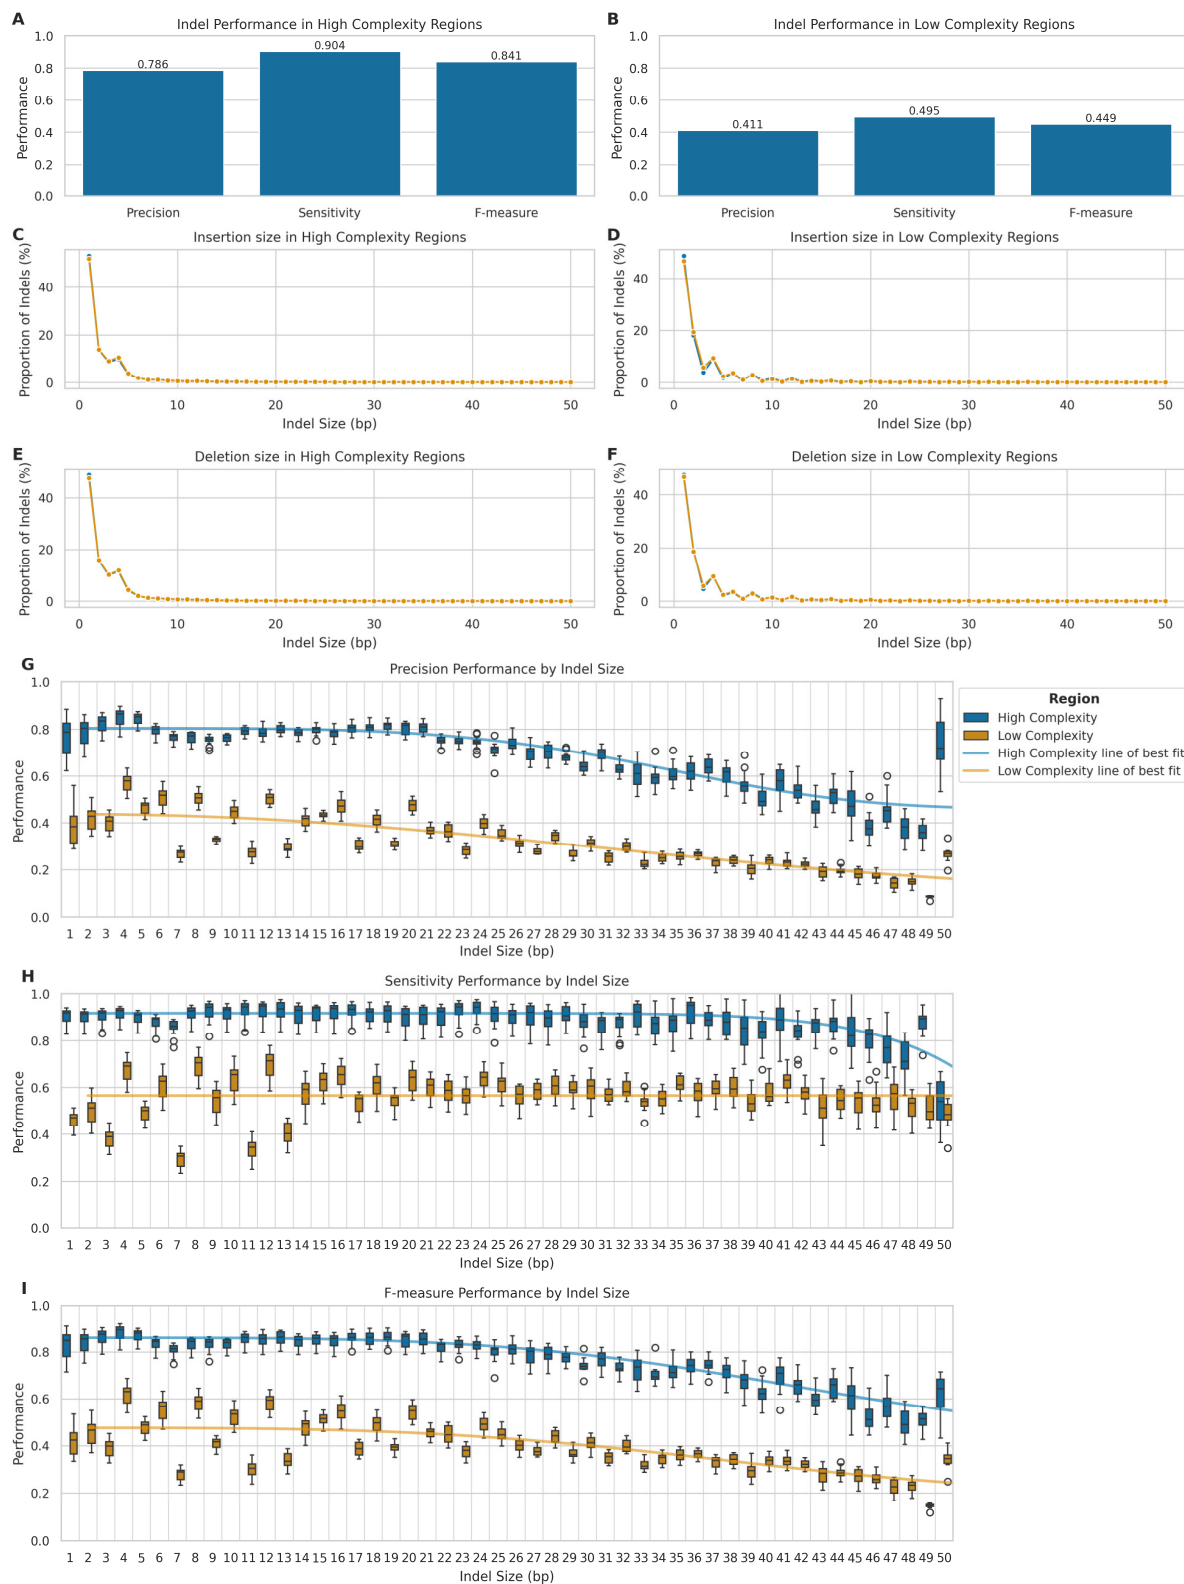 A
Indel Performance in High Complexity Regions
Performance
1.0
0.8
0.6
0.4
0.2
0.0
0.786
0.904
0.841
Precision Sensitivity F-measure
B
Indel Performance in Low Complexity Regions
Performance
1.0
0.8
0.6
0.4
0.2
0.0
0.411
0.495
0.449
Precision Sensitivity F-measure
C
Insertion size in High Complexity Regions
Proportion of Indels (%)
40
20
0
0 10 20 30 40 50
Indel Size (bp)
D
Insertion size in Low Complexity Regions
Proportion of Indels (%)
40
20
0
0 10 20 30 40 50
Indel Size (bp)
E
Deletion size in High Complexity Regions
Proportion of Indels (%)
40
20
0
0 10 20 30 40 50
Indel Size (bp)
F
Deletion size in Low Complexity Regions
Proportion of Indels (%)
40
20
0
0 10 20 30 40 50
Indel Size (bp)
G
Precision Performance by Indel Size
Performance
1.0
0.8
0.6
0.4
0.2
0.0
1 2 3 4 5 6 7 8 9 10 11 12 13 14 15 16 17 18 19 20 21 22 23 24 25 26 27 28 29 30 31 32 33 34 35 36 37 38 39 40 41 42 43 44 45 46 47 48 49 50
Indel Size (bp)
Region
High Complexity
Low Complexity
High Complexity line of best fit
Low Complexity line of best fit
H
Sensitivity Performance by Indel Size
Performance
1.0
0.8
0.6
0.4
0.2
0.0
1 2 3 4 5 6 7 8 9 10 11 12 13 14 15 16 17 18 19 20 21 22 23 24 25 26 27 28 29 30 31 32 33 34 35 36 37 38 39 40 41 42 43 44 45 46 47 48 49 50
Indel Size (bp)
I
F-measure Performance by Indel Size
Performance
1.0
0.8
0.6
0.4
0.2
0.0
1 2 3 4 5 6 7 8 9 10 11 12 13 14 15 16 17 18 19 20 21 22 23 24 25 26 27 28 29 30 31 32 33 34 35 36 37 38 39 40 41 42 43 44 45 46 47 48 49 50
Indel Size (bp)